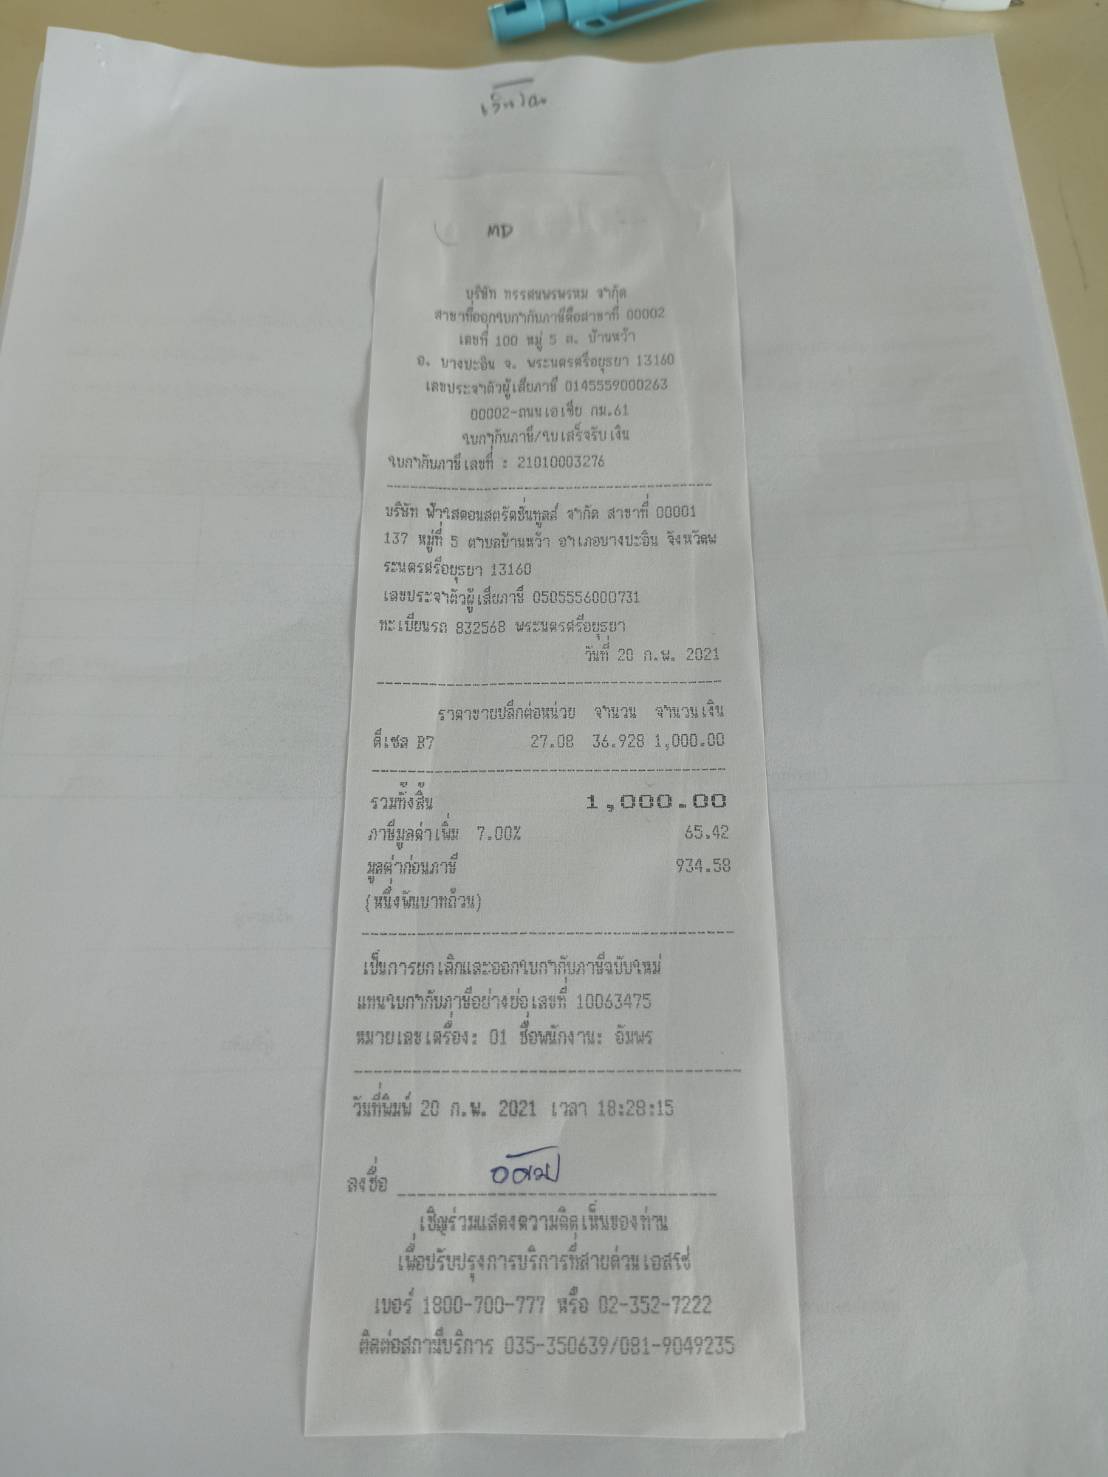 MD
บริษัท ทรรศนพรพรหม จำกัด
สาขาที่ออกใบกำกับภาษีคือสาขาที่ 00002
เลขที่ 100 หมู่ 5 ต. บ้านหว้า
อ. บางปะอิน จ. พระนครศรีอยุธยา 13160
เลขประจำตัวผู้เสียภาษี 0145559000263
00002-ถนนเอเซีย กม.61
ใบกำกับภาษี/ใบเสร็จรับเงิน
ใบกำกับภาษีเลขที่ : 21010003276
บริษัท ฟ้าใสคอนสตรัคชั่นทูลส์ จำกัด สาขาที่ 00001
137 หมู่ที่ 5 ตำบลบ้านหว้า อำเภอบางปะอิน จังหวัดพ
ระนครศรีอยุธยา 13160
เลขประจำตัวผู้เสียภาษี 0505556000731
ทะเบียนรถ 832568 พระนครศรีอยุธยา
วันที่ 20 ก.พ. 2021
ราคาขายปลีกต่อหน่วย จำนวน จำนวนเงิน
ดีเซล B7 27.08 36.928 1,000.00
รวมทั้งสิ้น 1,000.00
ภาษีมูลค่าเพิ่ม 7.00% 65.42
มูลค่าก่อนภาษี 934.58
(หนึ่งพันบาทถ้วน)
เป็นการยกเลิกและออกใบกำกับภาษีฉบับใหม่
แทนใบกำกับภาษีอย่างย่อเลขที่ 10063475
หมายเลขเครื่อง: 01 ชื่อพนักงาน: อัมพร
วันที่พิมพ์ 20 ก.พ. 2021 เวลา 18:28:15
ลงชื่อ
เชิญร่วมแสดงความคิดเห็นของท่าน
เพื่อปรับปรุงการบริการที่สายด่วนเอสโซ่
เบอร์ 1800-700-777 หรือ 02-352-7222
ติดต่อสถานีบริการ 035-350639/081-9049235